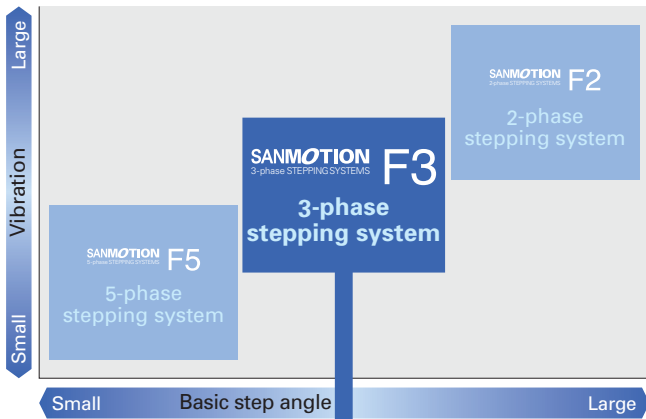 Large
Vibration
Small
SANMOTION F2
2-phase STEPPING SYSTEMS
2-phase
stepping system
SANMOTION F3
3-phase STEPPING SYSTEMS
3-phase
stepping system
SANMOTION F5
5-phase STEPPING SYSTEMS
5-phase
stepping system
Small
Basic step angle
Large